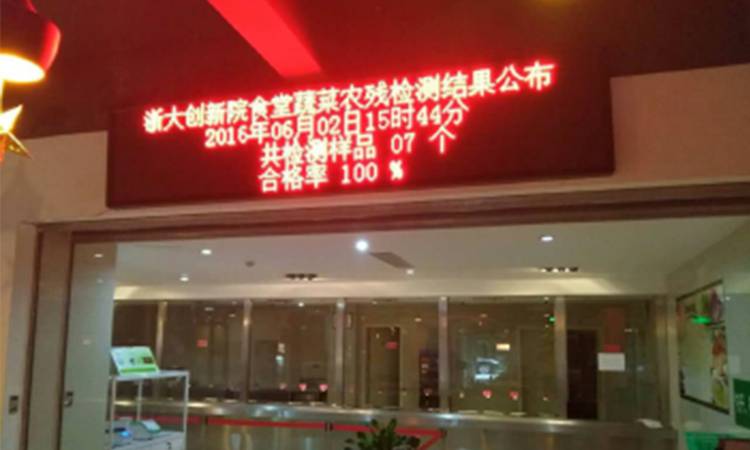 浙大创新院食堂蔬菜农残检测结果公布
2016年06月02日15时44分
共检测样品 07 个
合格率 100 %